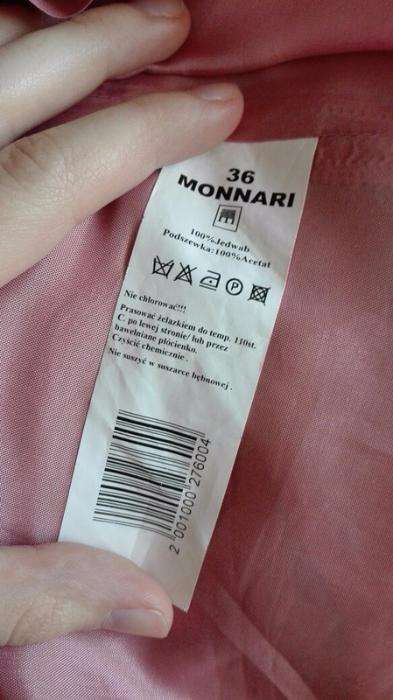 36
MONNARI
100%Jedwab
Podszewka:100%Acetat
P
Nie chlorować!!!
Prasować żelazkiem do temp. 110st.
C. po lewej stronie/ lub przez
bawełniane płócienko.
Czyścić chemicznie .
Nie suszyć w suszarce bębnowej .
2 001000 276004